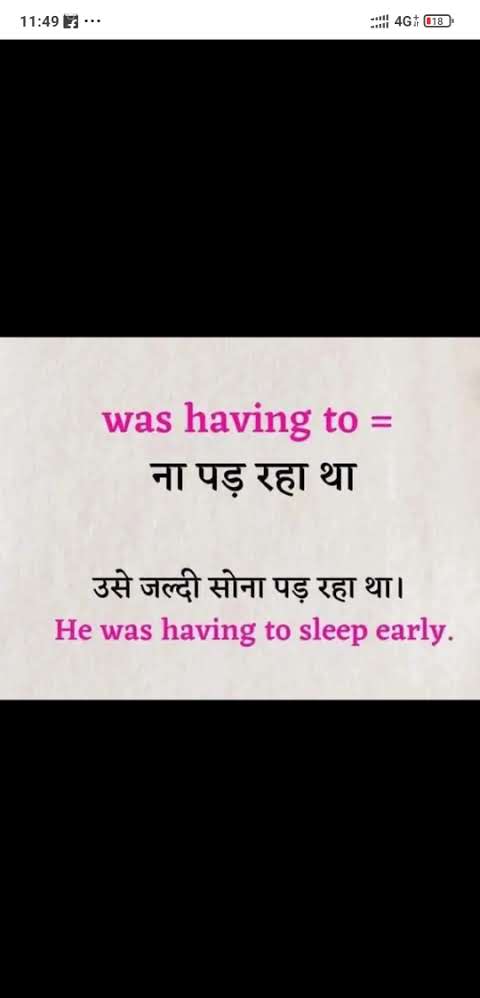 11:49
4G 18
was having to =
ना पड़ रहा था
उसे जल्दी सोना पड़ रहा था।
He was having to sleep early.